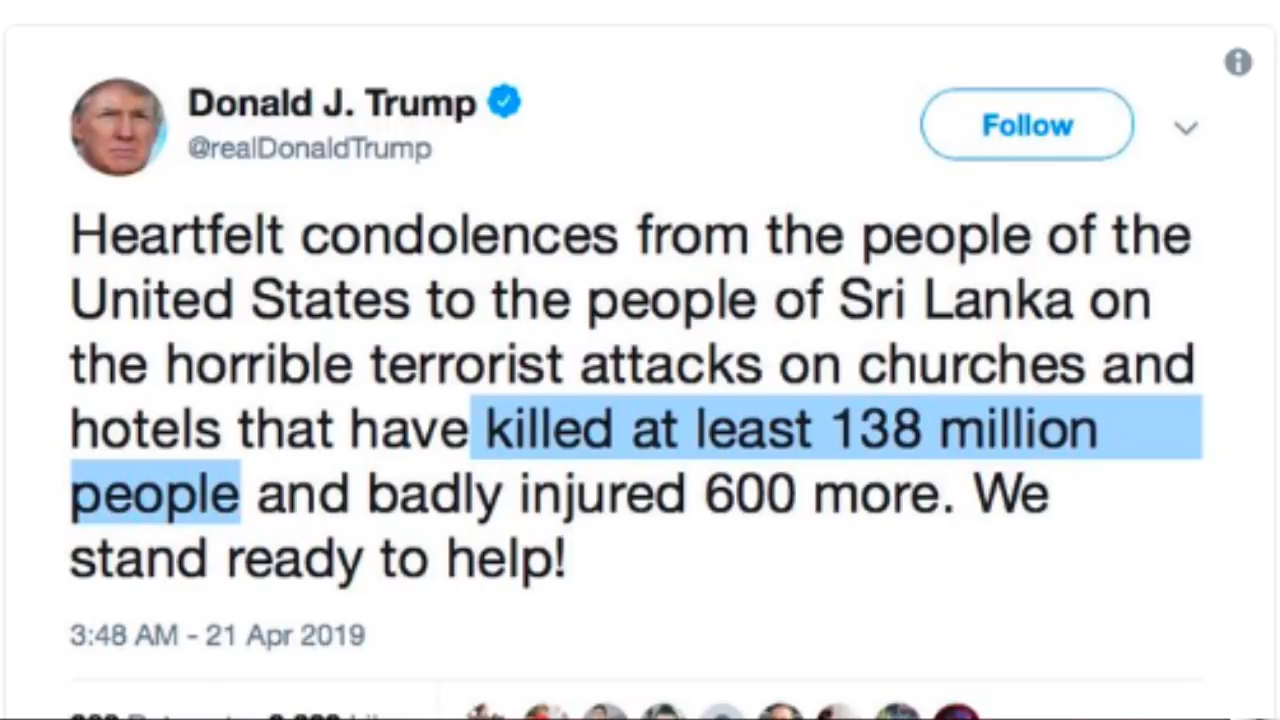 Donald J. Trump
@realDonaldTrump
Follow
Heartfelt condolences from the people of the
United States to the people of Sri Lanka on
the horrible terrorist attacks on churches and
hotels that have killed at least 138 million
people and badly injured 600 more. We
stand ready to help!
3:48 AM - 21 Apr 2019